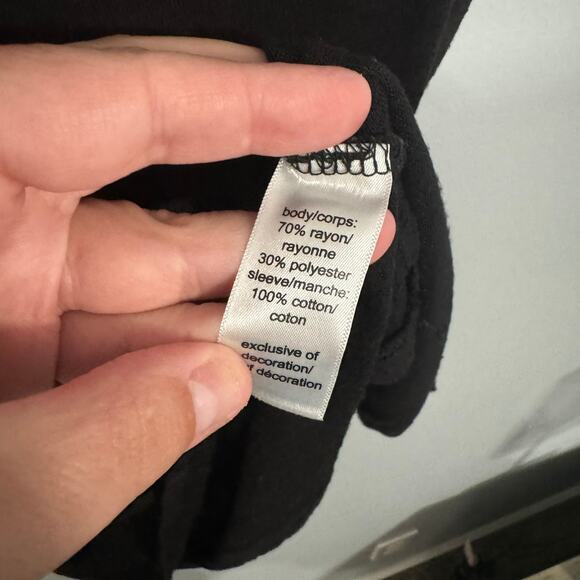 body/corps:
70% rayon/
rayonne
30% polyester
sleeve/manche:
100% cotton/
coton
exclusive of
decoration/
décoration